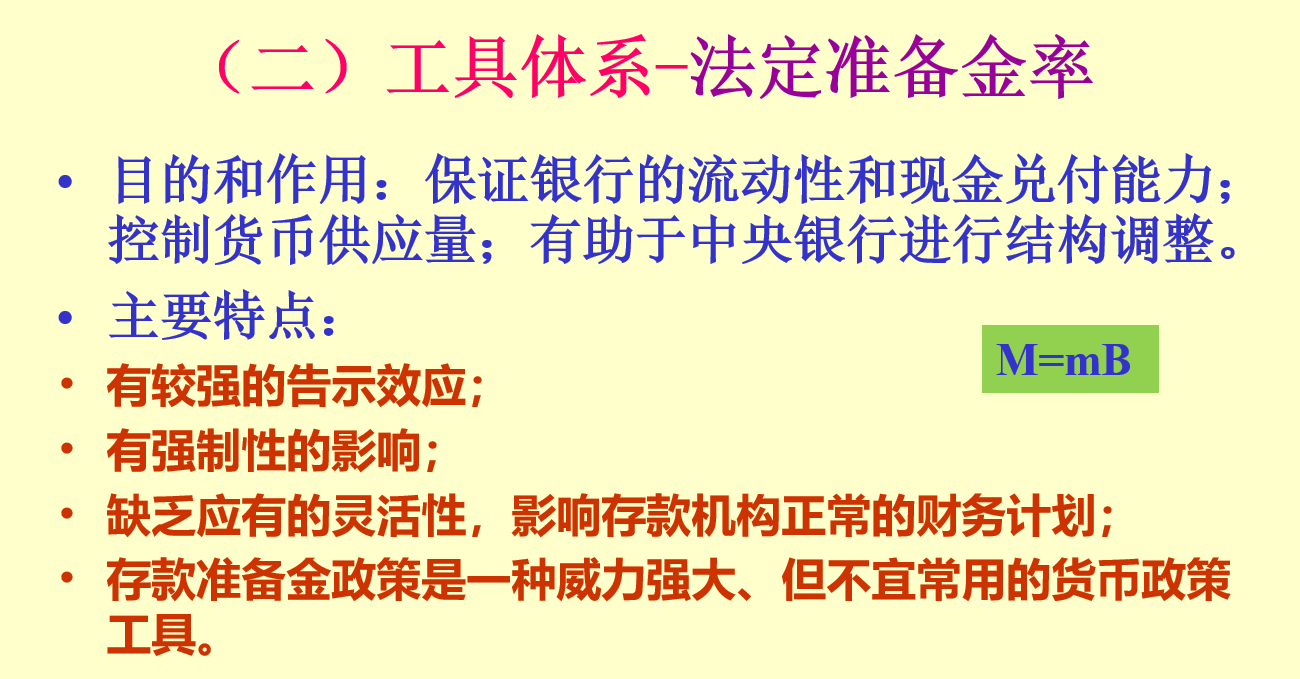 （二）工具体系-法定准备金率
• 目的和作用：保证银行的流动性和现金兑付能力；
控制货币供应量；有助于中央银行进行结构调整。
• 主要特点：
M=mB
• 有较强的告示效应；
• 有强制性的影响；
• 缺乏应有的灵活性，影响存款机构正常的财务计划；
• 存款准备金政策是一种威力强大、但不宜常用的货币政策
工具。